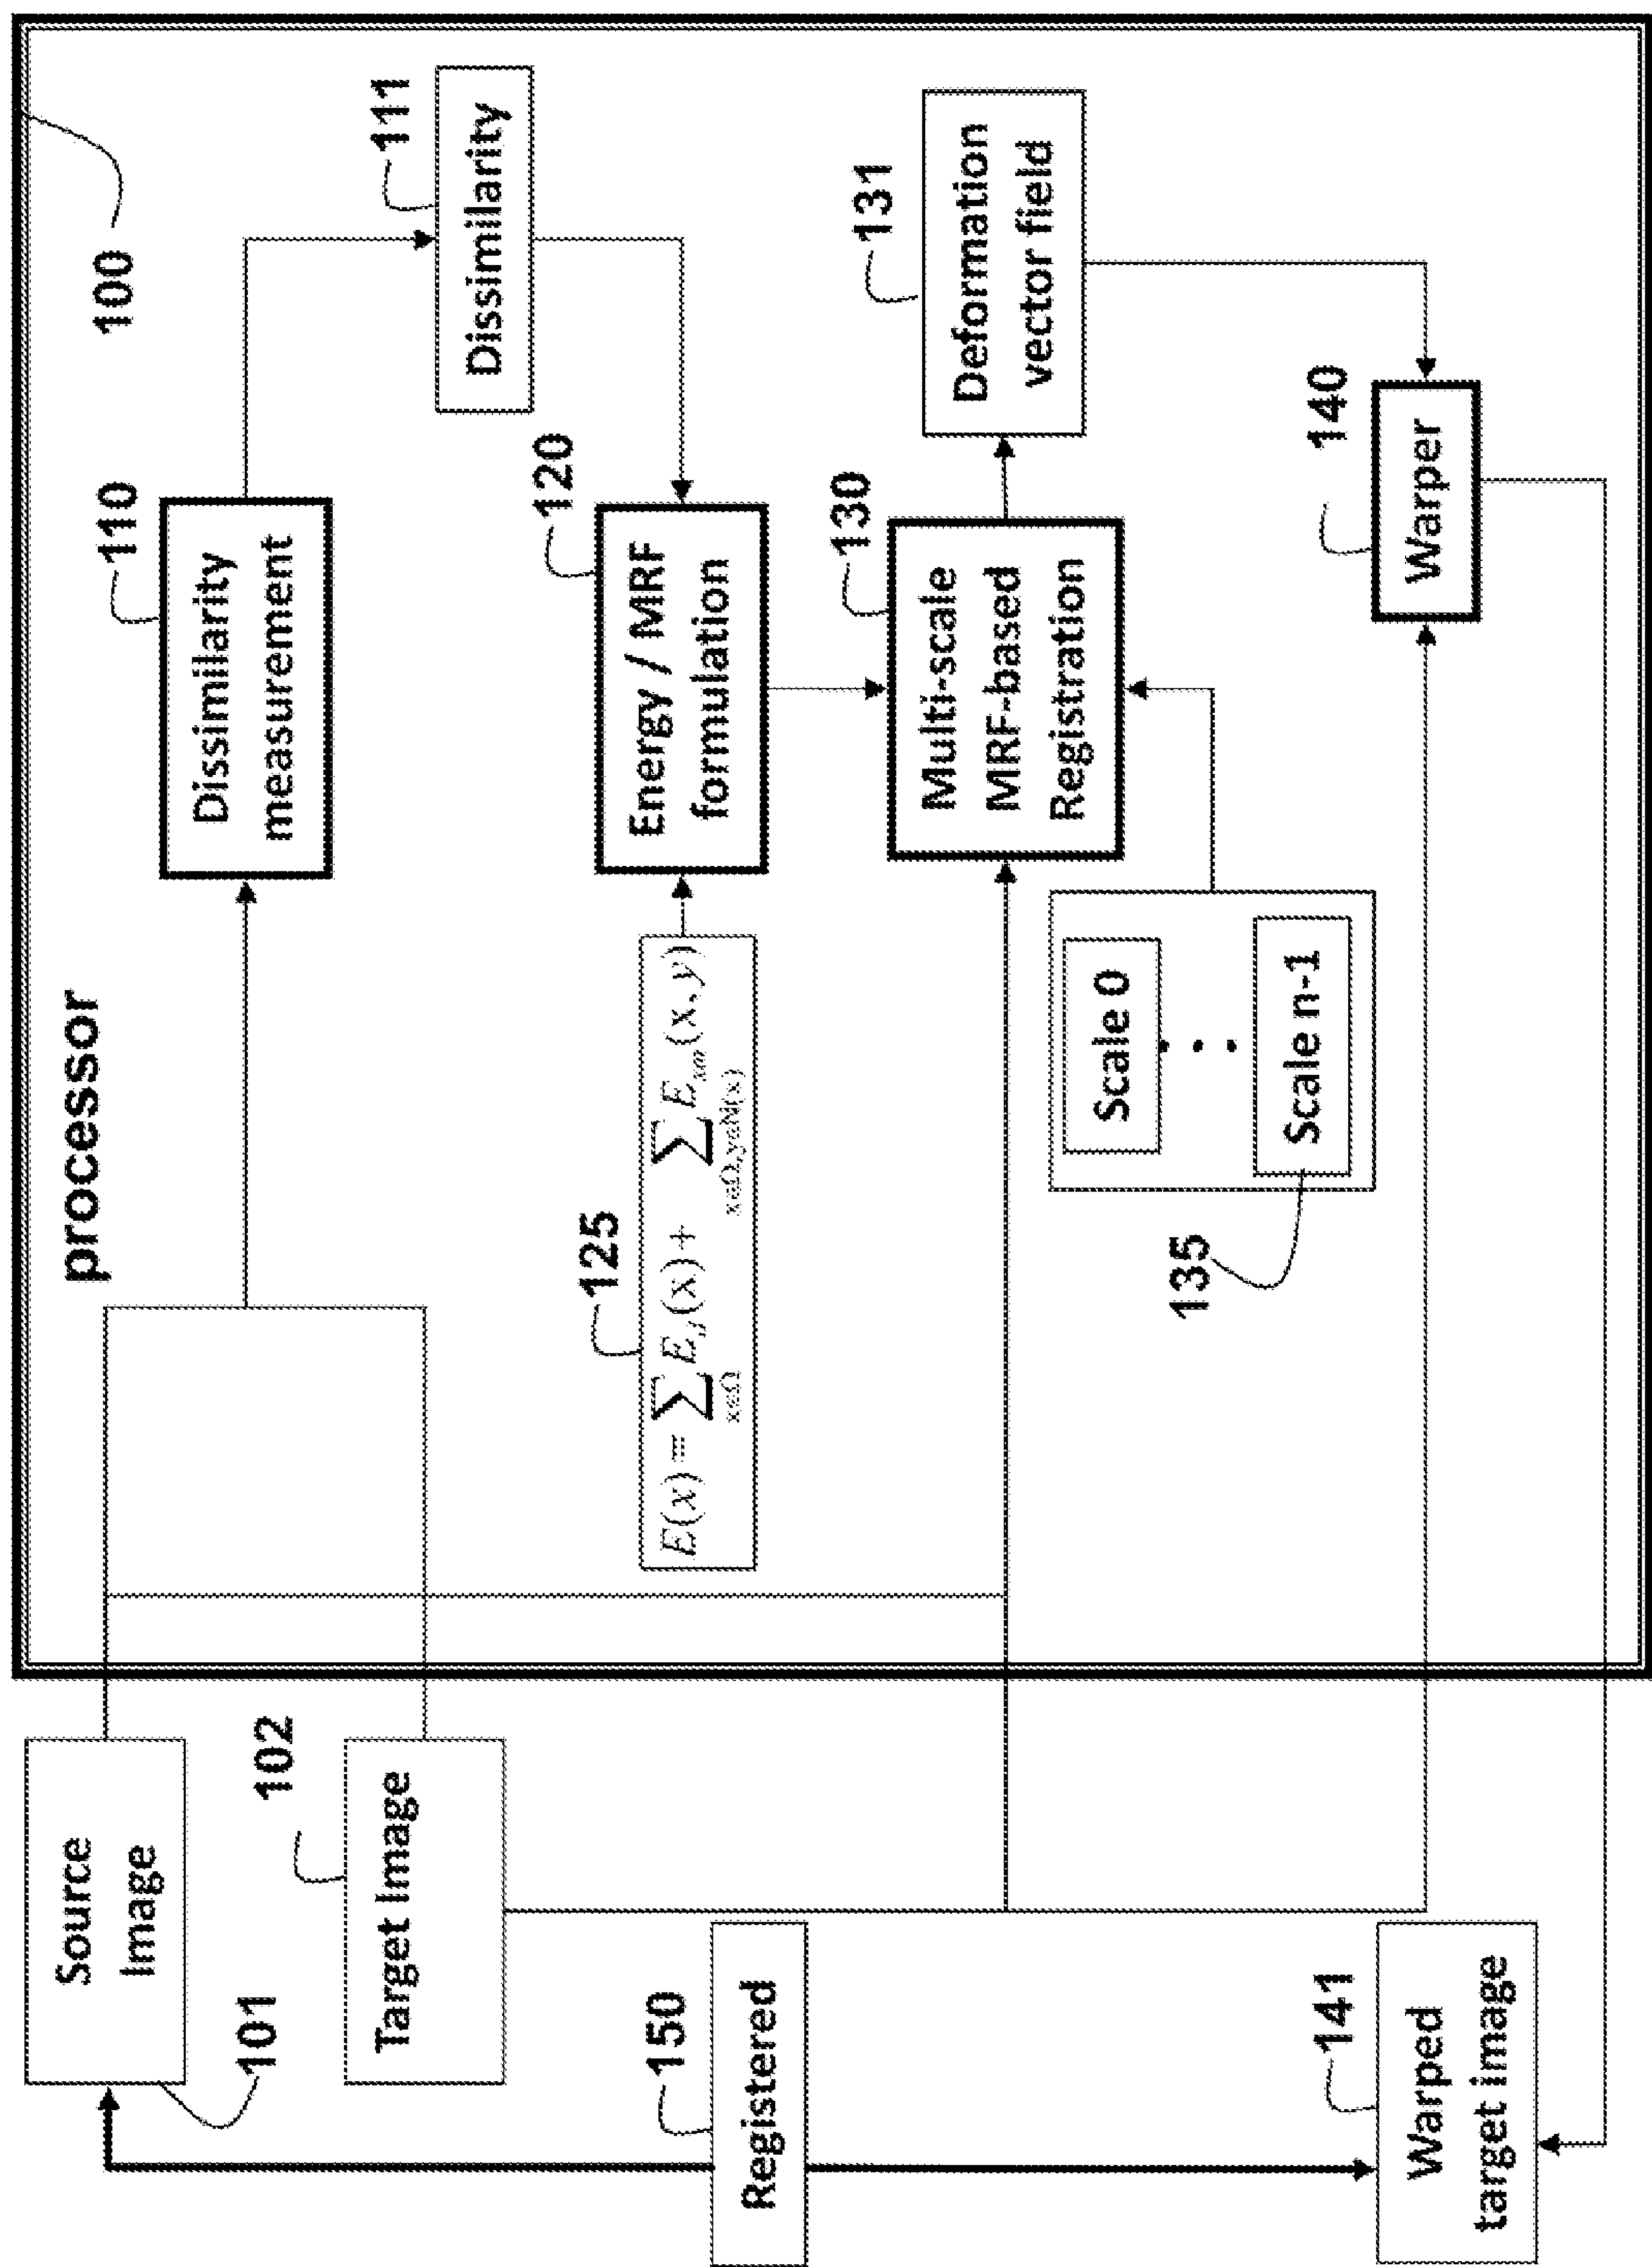 processor
100
Source
Image
101
102
Target Image
110
Dissimilarity
measurement
111
Dissimilarity
120
Energy / MRF
formulation
125
E(x) = ∑ E (x) + ∑ E (x, y)
130
Multi-scale
MRF-based
Registration
131
Deformation
vector field
135
Scale 0
Scale n-1
140
Warper
150
Registered
141
Warped
target image